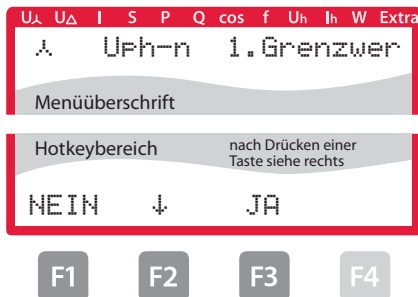 U⅄ U△ I S P Q cos f Uh Ih W Extra
⅄ Uph-n 1.Grenzwer
Menüüberschrift
Hotkeybereich
nach Drücken einer
Taste siehe rechts
NEIN ↓ JA
F1 F2 F3 F4